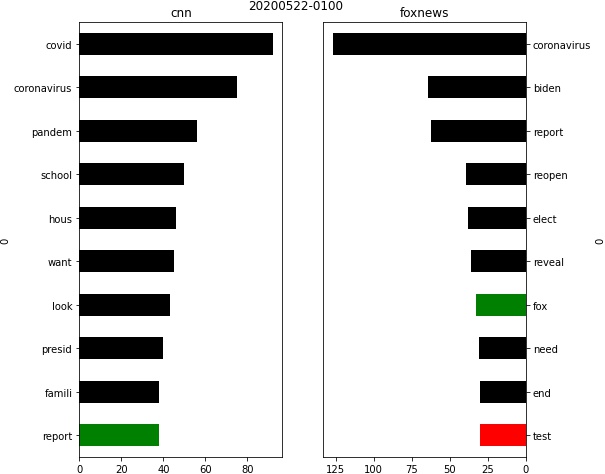 20200522-0100
cnn
foxnews
covid
coronavirus
pandem
school
hous
want
look
presid
famili
report
0 20 40 60 80
0
coronavirus
biden
report
reopen
elect
reveal
fox
need
end
test
125 100 75 50 25 0
0